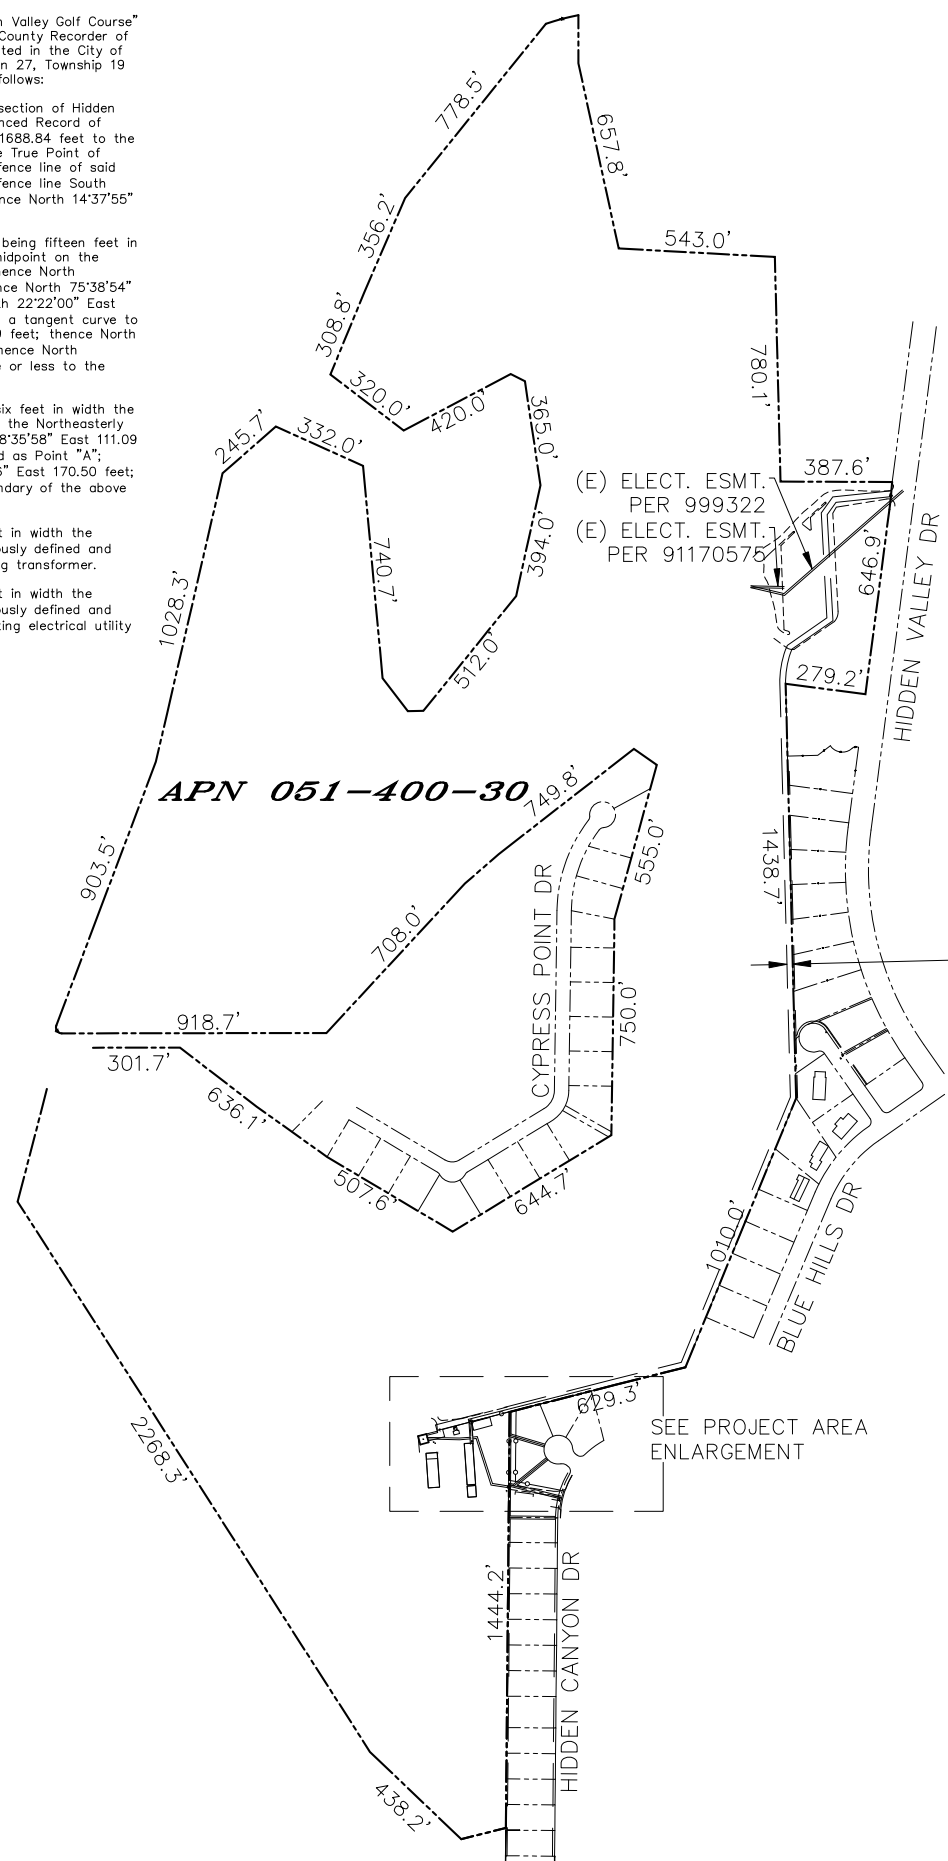 n Valley Golf Course"
County Recorder of
ted in the City of
n 27, Township 19
follows:
section of Hidden
nced Record of
1688.84 feet to the
e True Point of
fence line of said
fence line South
nce North 14°37'55"
being fifteen feet in
midpoint on the
ence North
nce North 75°38'54"
th 22°22'00" East
a tangent curve to
9 feet; thence North
hence North
e or less to the
six feet in width the
the Northeasterly
8°35'58" East 111.09
d as Point "A";
6" East 170.50 feet;
ndary of the above
t in width the
ously defined and
ng transformer.
t in width the
ously defined and
ting electrical utility
778.5'
657.8'
356.2'
543.0'
308.8'
780.1'
320.0'
420.0'
365.0'
245.7'
332.0'
387.6'
(E) ELECT. ESMT.
PER 999322
(E) ELECT. ESMT.
PER 91170575
394.0'
646.9'
740.7'
1028.3'
512.0'
279.2'
HIDDEN VALLEY DR
APN 051-400-30
749.8'
555.0'
1438.7'
903.5'
708.0'
CYPRESS POINT DR
750.0'
918.7'
301.7'
636.1'
507.6'
644.7'
1010.0'
BLUE HILLS DR
629.3'
SEE PROJECT AREA
ENLARGEMENT
2268.3'
1444.2'
HIDDEN CANYON DR
438.2'